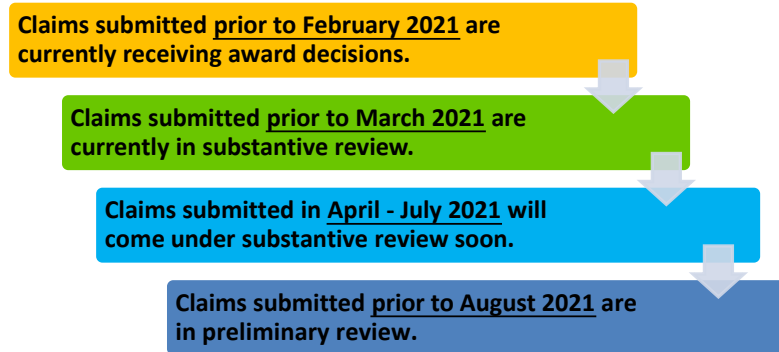 Claims submitted prior to February 2021 are
currently receiving award decisions.
Claims submitted prior to March 2021 are
currently in substantive review.
Claims submitted in April - July 2021 will
come under substantive review soon.
Claims submitted prior to August 2021 are
in preliminary review.